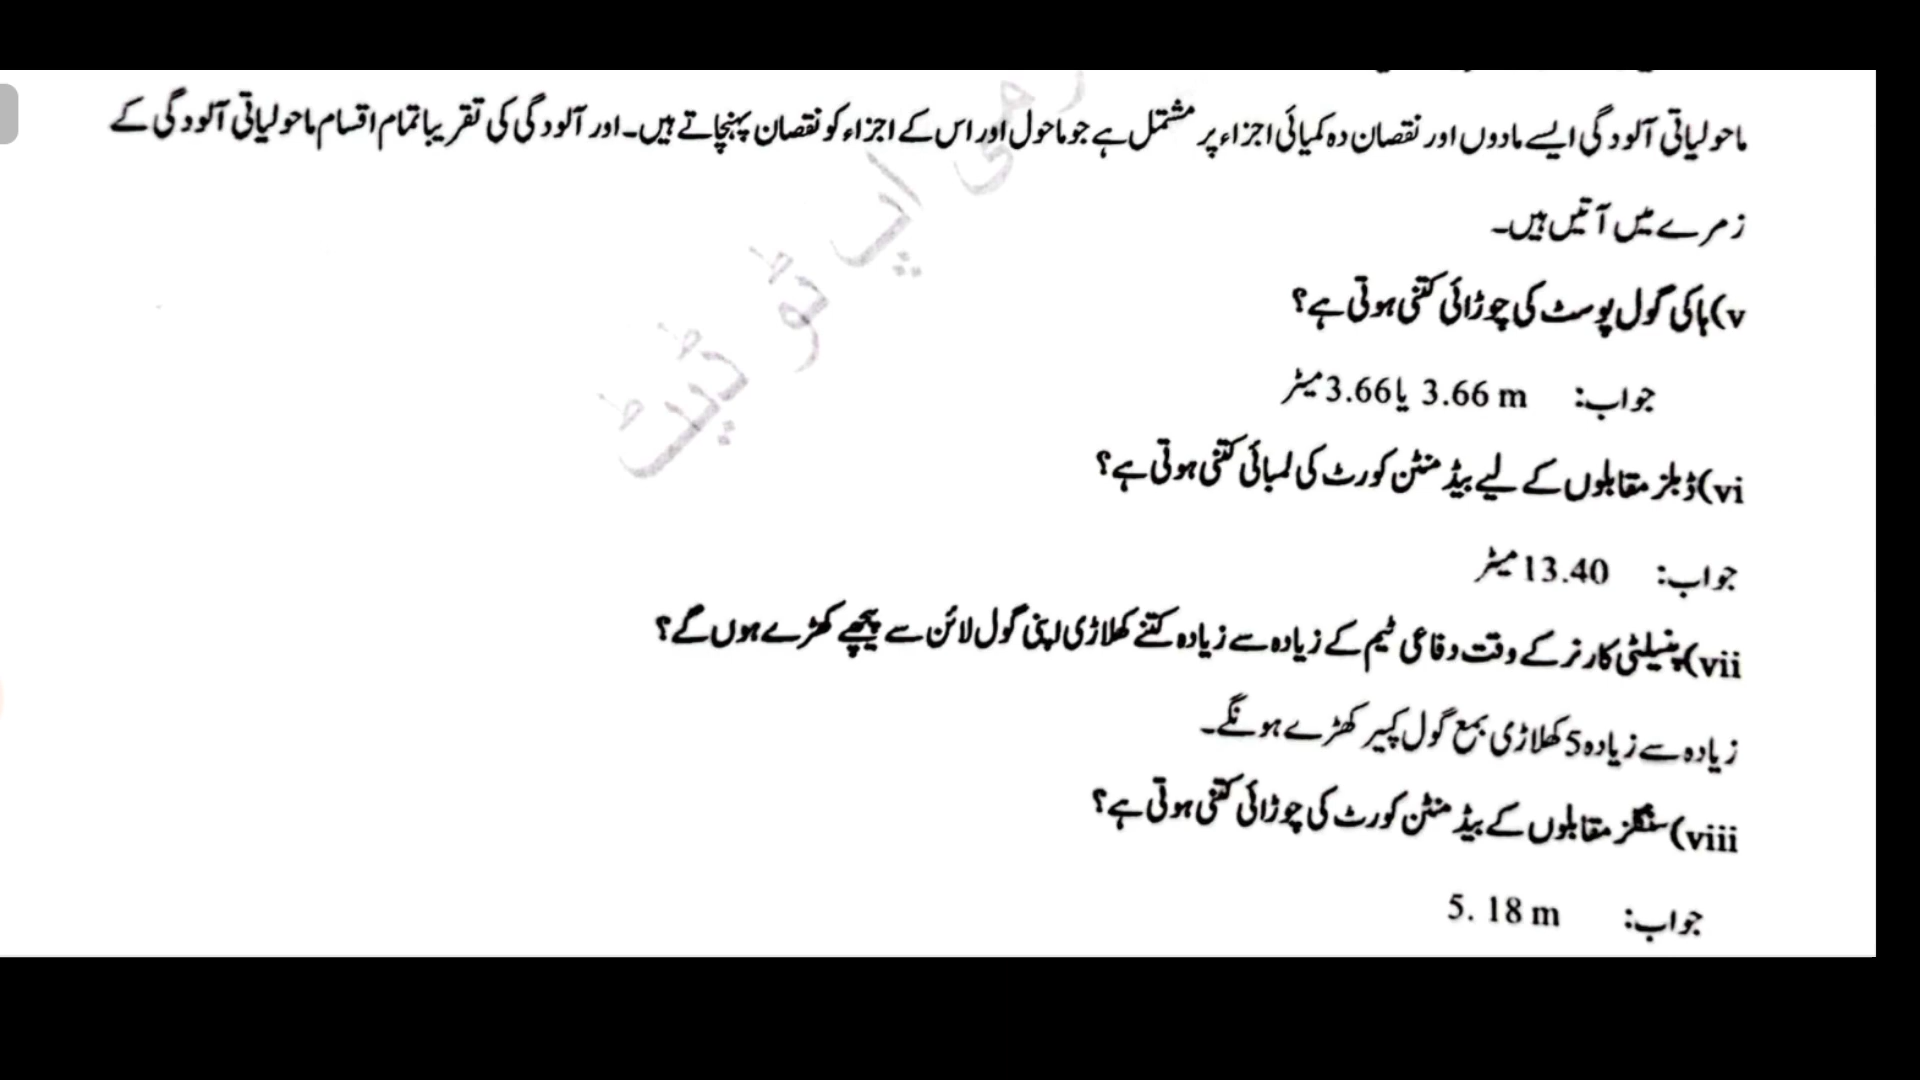 ماحولیاتی آلودگی ایسے مادوں اور نقصان دہ کمیائی اجزاء پر مشتمل ہے جو ماحول اور اس کے اجزاء کو نقصان پہنچاتے ہیں۔ اور آلودگی کی تقریبا تمام اقسام ماحولیاتی آلودگی کے
زمرے میں آتیں ہیں۔
v) ہاکی گول پوسٹ کی چوڑائی کتنی ہوتی ہے؟
جواب: 3.66 m یا 3.66 میٹر
vi) ڈبلز مقابلوں کے لیے بیڈ منٹن کورٹ کی لمبائی کتنی ہوتی ہے؟
جواب: 13.40 میٹر
vii) پنیلٹی کارنر کے وقت دفاعی ٹیم کے زیادہ سے زیادہ کتنے کھلاڑی اپنی گول لائن سے پیچھے کھڑے ہوں گے؟
زیادہ سے زیادہ 5 کھلاڑی بمع گول کیپر کھڑے ہونگے۔
viii) سنگلز مقابلوں کے بیڈ منٹن کورٹ کی چوڑائی کتنی ہوتی ہے؟
جواب: 5. 18 m